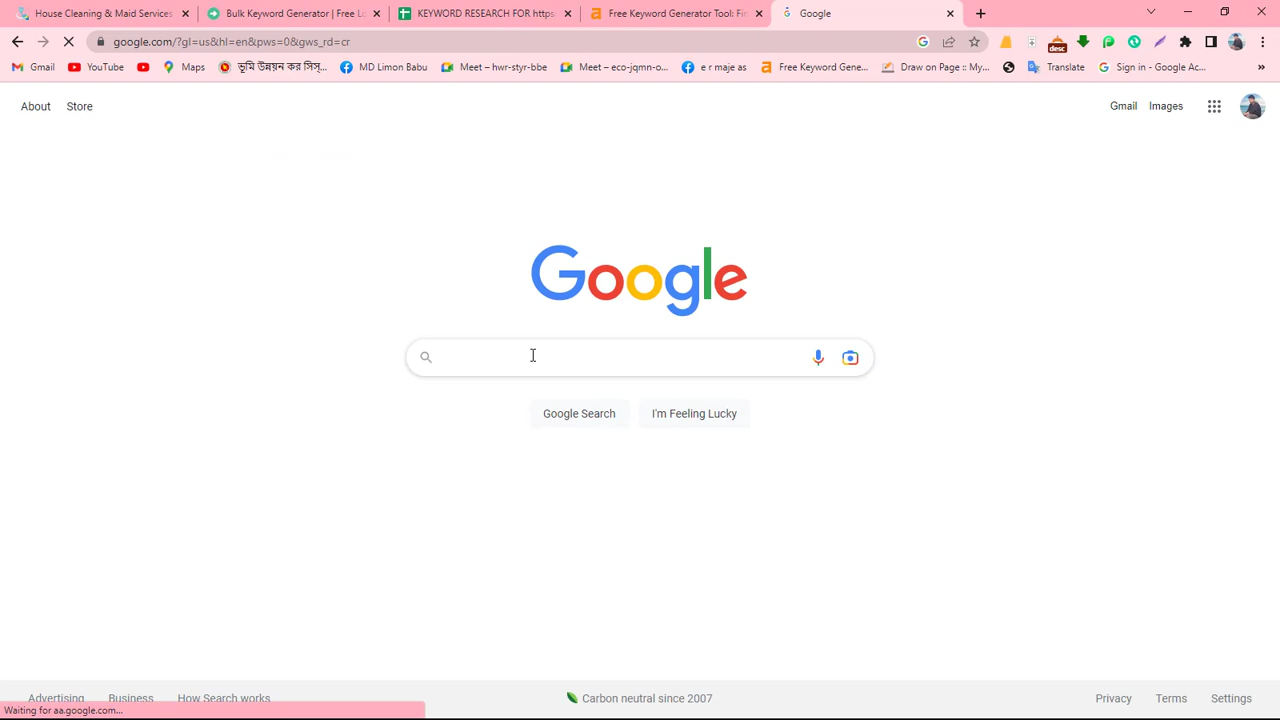 House Cleaning & Maid Services
Bulk Keyword Generator | Free Lo
KEYWORD RESEARCH FOR https:
Free Keyword Generator Tool: Fin
Google
google.com/?gl=us&hl=en&pws=0&gws_rd=cr
desc
Gmail
YouTube
Maps
ভূমি উন্নয়ন কর সিস্...
MD Limon Babu
Meet – hwr-styr-bbe
Meet – eco-jqmn-o...
e r maje as
Free Keyword Gene...
Draw on Page :: My...
Translate
Sign in - Google Ac...
»
About
Store
Gmail
Images
Google
Google Search
I'm Feeling Lucky
Advertising
Business
How Search works
Carbon neutral since 2007
Privacy
Terms
Settings
Waiting for aa.google.com...